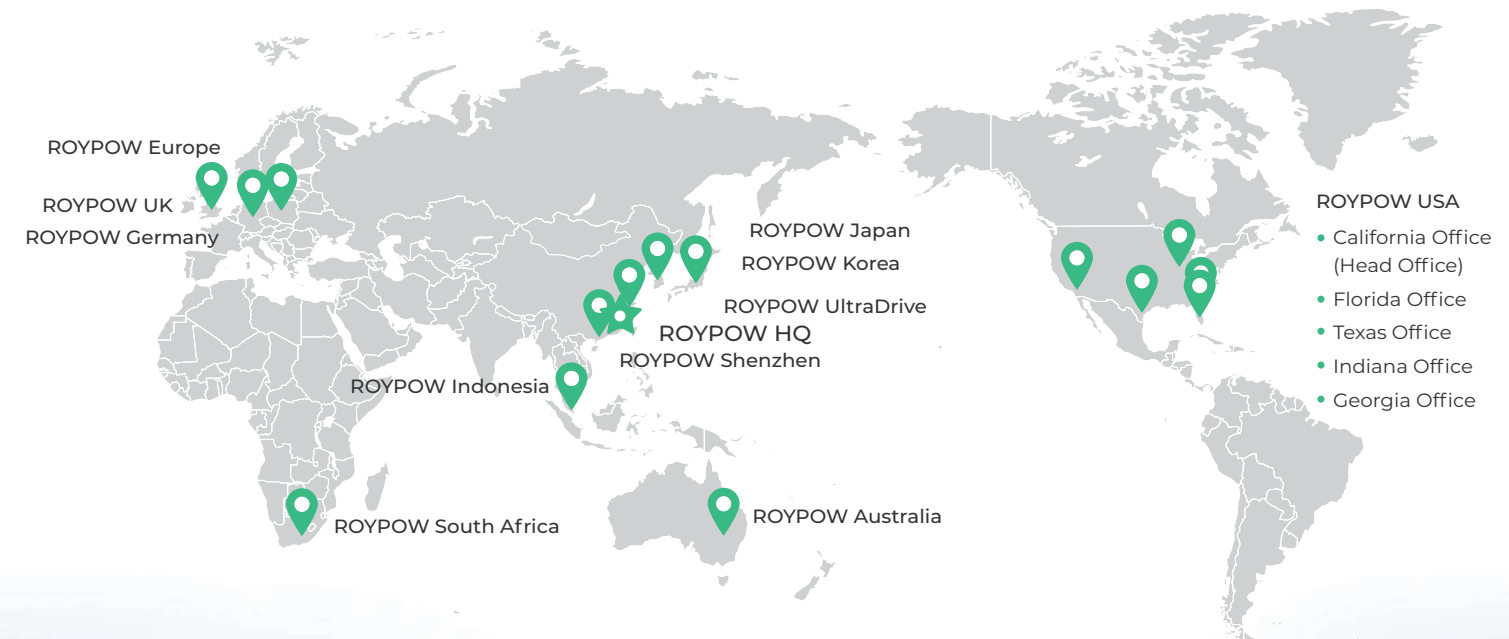 ROYPOW Europe
ROYPOW UK
ROYPOW Germany
ROYPOW Japan
ROYPOW Korea
ROYPOW UltraDrive
ROYPOW HQ
ROYPOW Shenzhen
ROYPOW Indonesia
ROYPOW South Africa
ROYPOW Australia
ROYPOW USA
• California Office
(Head Office)
• Florida Office
• Texas Office
• Indiana Office
• Georgia Office